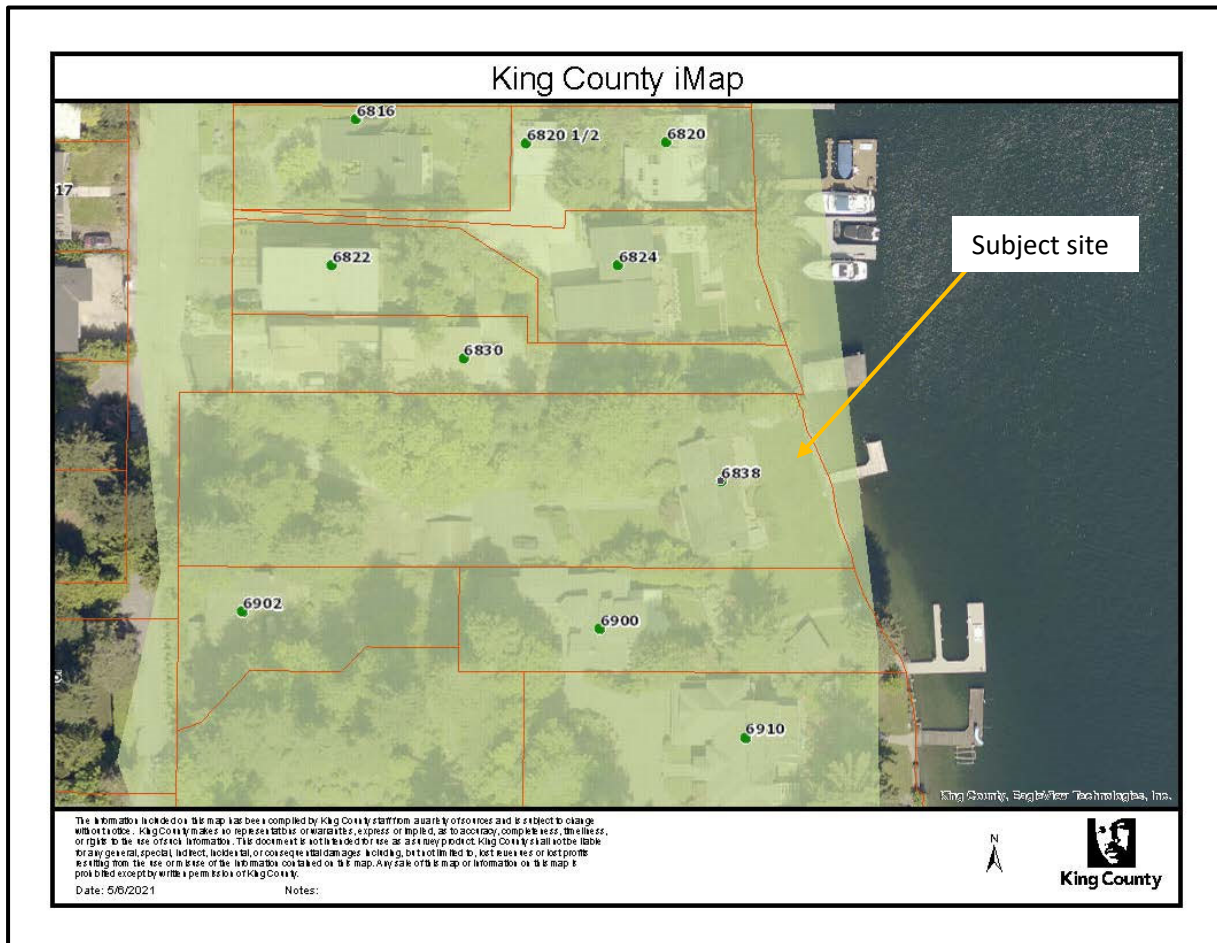 King County iMap
6816
6820 1/2
6820
17
Subject site
6822
6824
6830
6838
6902
6900
6910
King County, EagleView Technologies, Inc.
The information included on this map has been compiled by King County staff from a variety of sources and is subject to change
without notice. King County makes no representations or warranties, express or implied, as to accuracy, completeness, timeliness,
or rights to the use of such information. This document is not intended for use as a survey product. King County shall not be liable
for any general, special, indirect, incidental, or consequential damages including, but not limited to, lost revenues or lost profits
resulting from the use or misuse of the information contained on this map. Any sale of this map or information on this map is
prohibited except by written permission of King County.
Date: 5/6/2021 Notes:
N
King County